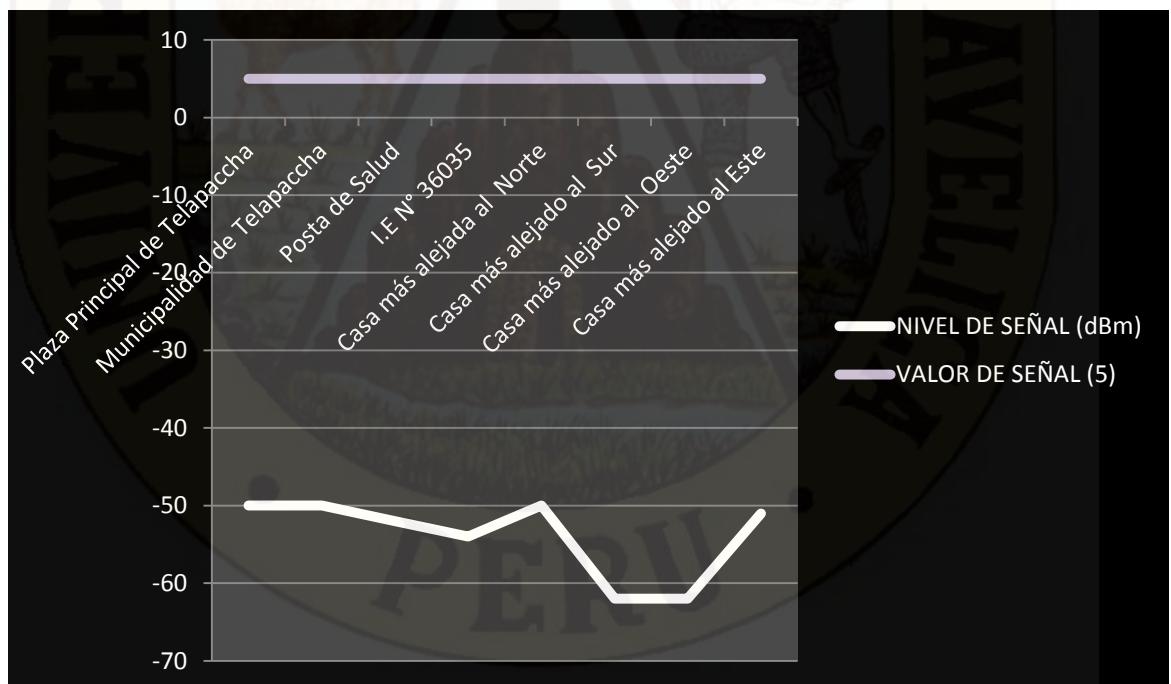 10
0
-10
-20
-30
-40
-50
-60
-70
Plaza Principal de Telapaccha
Municipalidad de Telapaccha
Posta de Salud
I.E N° 36035
Casa más alejada al Norte
Casa más alejado al Sur
Casa más alejado al Oeste
Casa más alejado al Este
NIVEL DE SEÑAL (dBm)
VALOR DE SEÑAL (5)
PERU